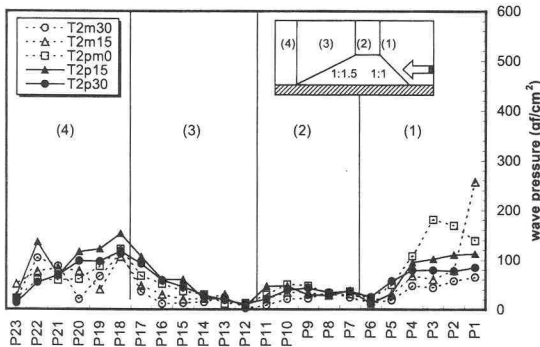 T2m30
T2m15
T2pm0
T2p15
T2p30
(4) (3) (2) (1)
1:1.5 1:1
(4) (3) (2) (1)
600
500
400
300
200
100
0
wave pressure (gf/cm²)
P23 P22 P21 P20 P19 P18 P17 P16 P15 P14 P13 P12 P11 P10 P9 P8 P7 P6 P5 P4 P3 P2 P1